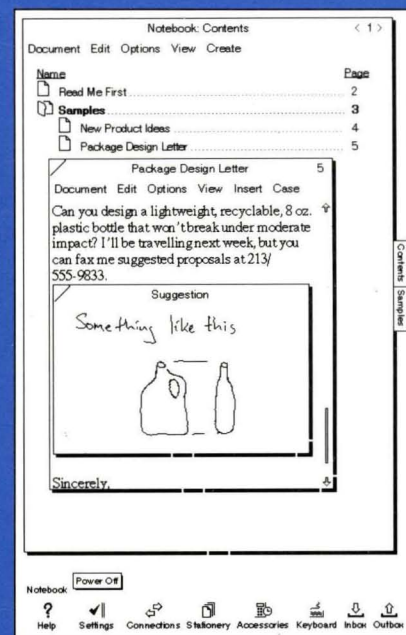 Notebook: Contents < 1 >
Document Edit Options View Create
Name Page
Read Me First 2
Samples 3
New Product Ideas 4
Package Design Letter 5
Package Design Letter 5
Document Edit Options View Insert Case
Can you design a lightweight, recyclable, 8 oz.
plastic bottle that won't break under moderate
impact? I'll be travelling next week, but you
can fax me suggested proposals at 213/
555-9833.
Suggestion
Something like this
Sincerely,
Contents
Samples
Notebook Power Off
Help Settings Connections Stationery Accessories Keyboard Inbox Outbox